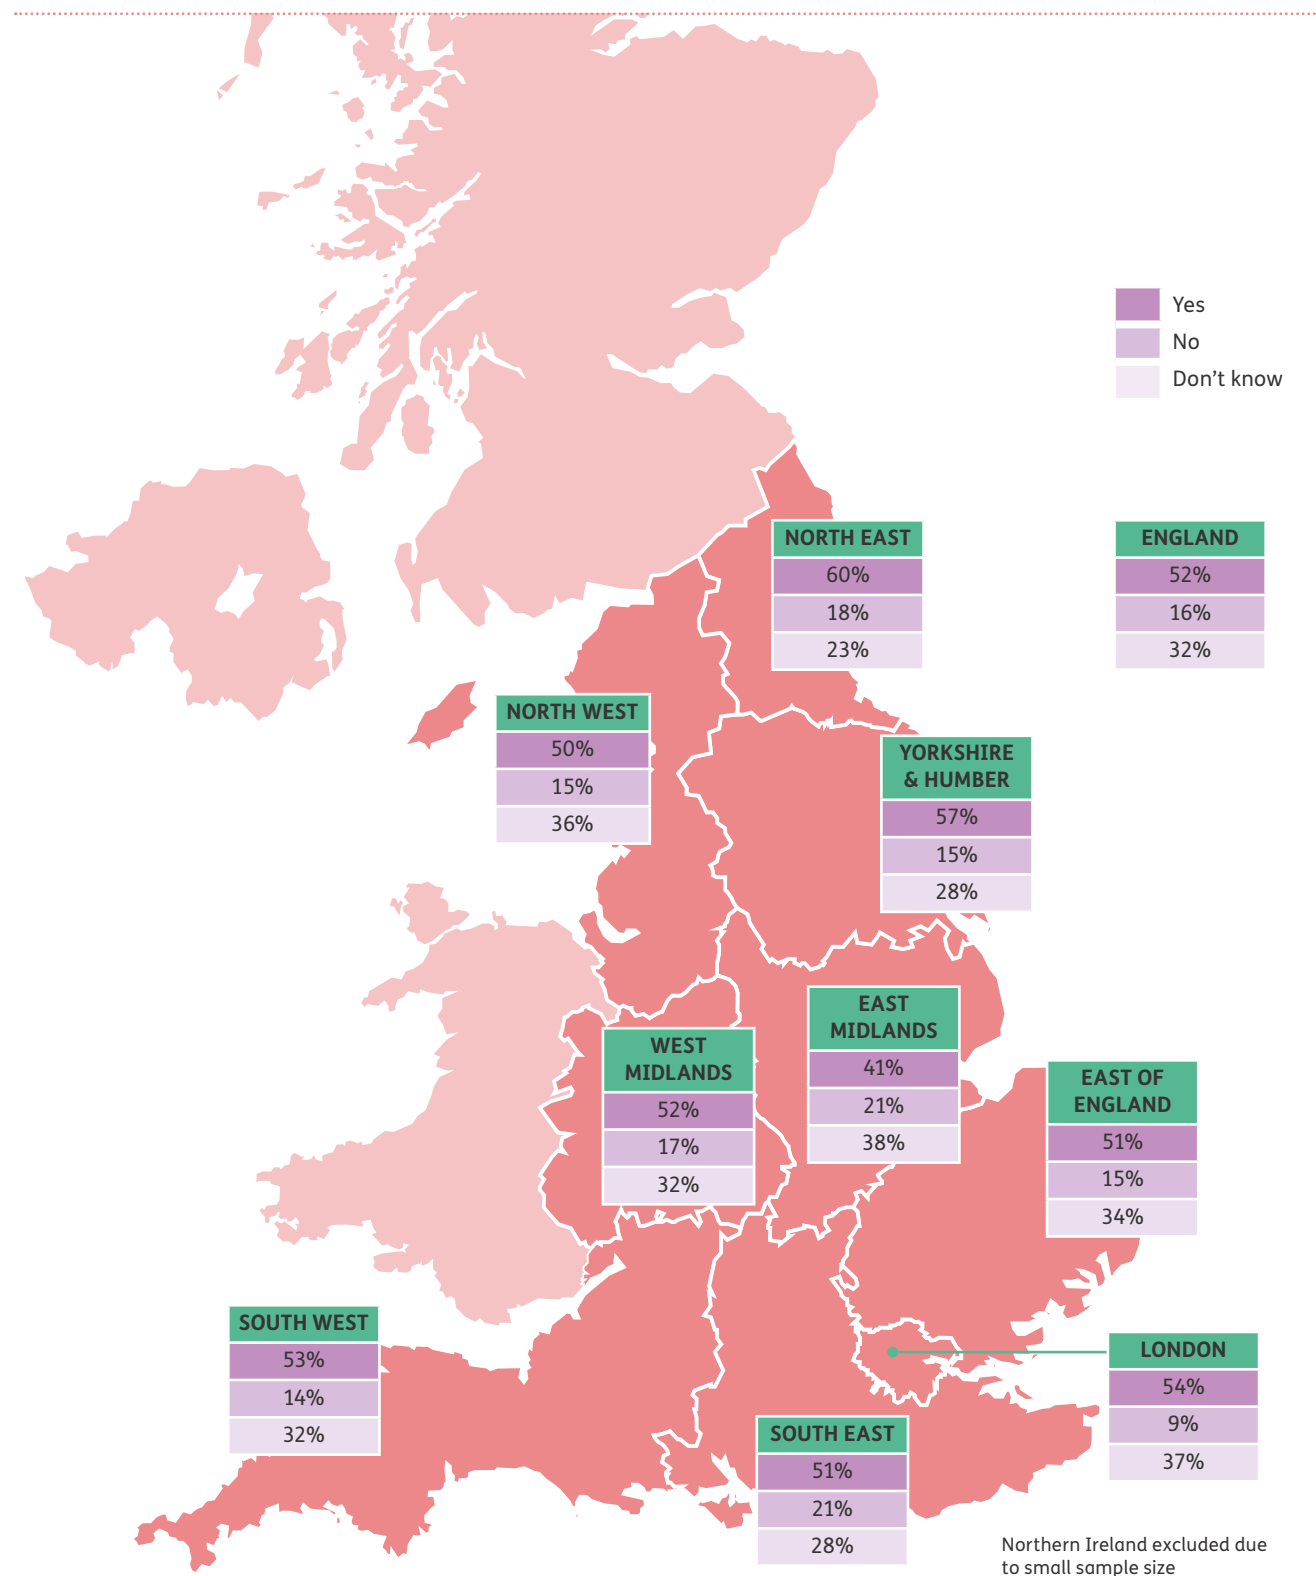 Yes
No
Don't know
NORTH EAST
60%
18%
23%
ENGLAND
52%
16%
32%
NORTH WEST
50%
15%
36%
YORKSHIRE
& HUMBER
57%
15%
28%
EAST
MIDLANDS
41%
21%
38%
WEST
MIDLANDS
52%
17%
32%
EAST OF
ENGLAND
51%
15%
34%
SOUTH WEST
53%
14%
32%
LONDON
54%
9%
37%
SOUTH EAST
51%
21%
28%
Northern Ireland excluded due
to small sample size